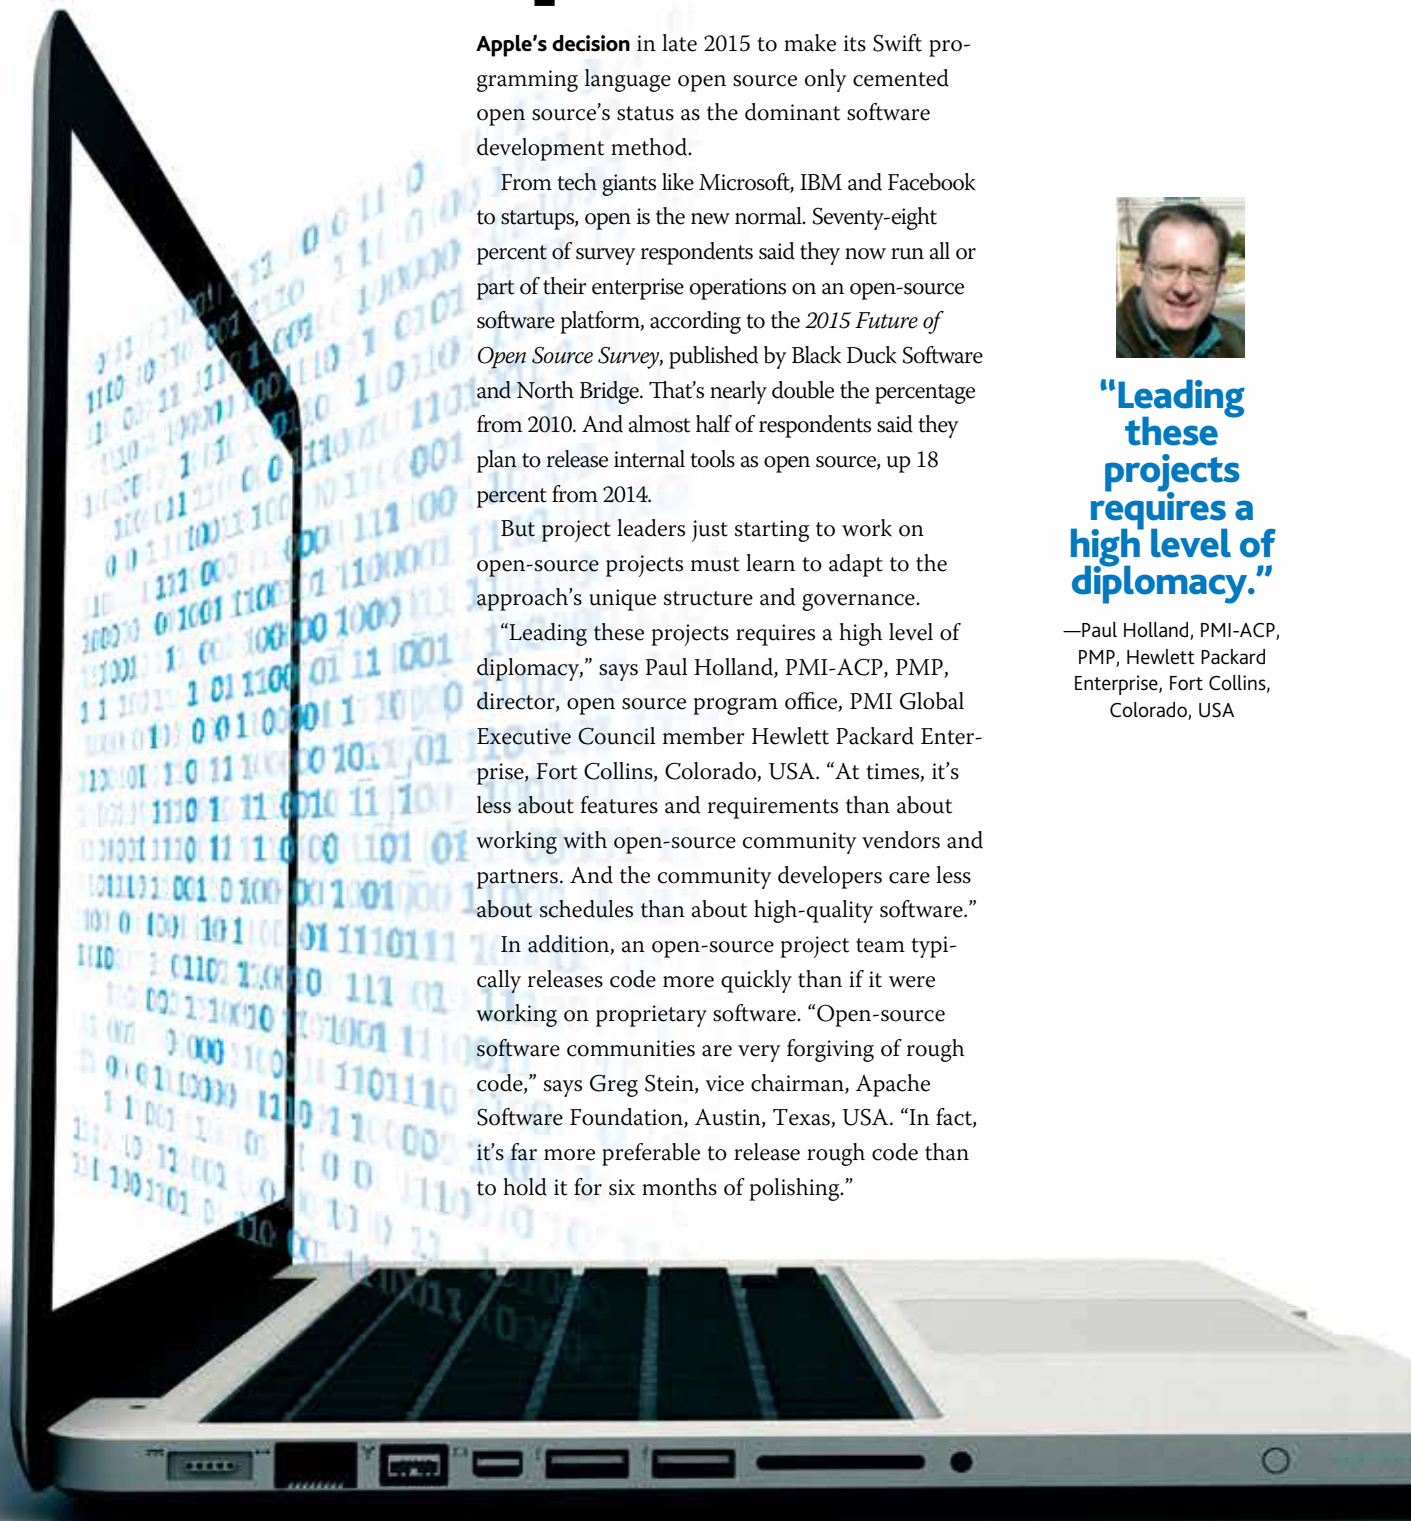 Apple’s decision in late 2015 to make its Swift pro-
gramming language open source only cemented
open source’s status as the dominant software
development method.
From tech giants like Microsoft, IBM and Facebook
to startups, open is the new normal. Seventy-eight
percent of survey respondents said they now run all or
part of their enterprise operations on an open-source
software platform, according to the 2015 Future of
Open Source Survey, published by Black Duck Software
and North Bridge. That’s nearly double the percentage
from 2010. And almost half of respondents said they
plan to release internal tools as open source, up 18
percent from 2014.
But project leaders just starting to work on
open-source projects must learn to adapt to the
approach’s unique structure and governance.
“Leading these projects requires a high level of
diplomacy,” says Paul Holland, PMI-ACP, PMP,
director, open source program office, PMI Global
Executive Council member Hewlett Packard Enter-
prise, Fort Collins, Colorado, USA. “At times, it’s
less about features and requirements than about
working with open-source community vendors and
partners. And the community developers care less
about schedules than about high-quality software.”
In addition, an open-source project team typi-
cally releases code more quickly than if it were
working on proprietary software. “Open-source
software communities are very forgiving of rough
code,” says Greg Stein, vice chairman, Apache
Software Foundation, Austin, Texas, USA. “In fact,
it’s far more preferable to release rough code than
to hold it for six months of polishing.”
“Leading
these
projects
requires a
high level of
diplomacy.”
—Paul Holland, PMI-ACP,
PMP, Hewlett Packard
Enterprise, Fort Collins,
Colorado, USA